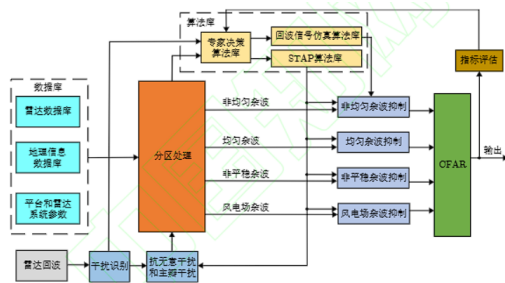 算法库
专家决策
算法库
回波信号仿真算法库
STAP算法库
指标评估
数据库
雷达数据库
地理信息
数据库
平台和雷达
系统参数
分区处理
非均匀杂波
均匀杂波
非平稳杂波
风电场杂波
非均匀杂波抑制
均匀杂波抑制
非平稳杂波抑制
风电场杂波抑制
CFAR
输出
雷达回波
干扰识别
抗无意干扰
和主瓣干扰